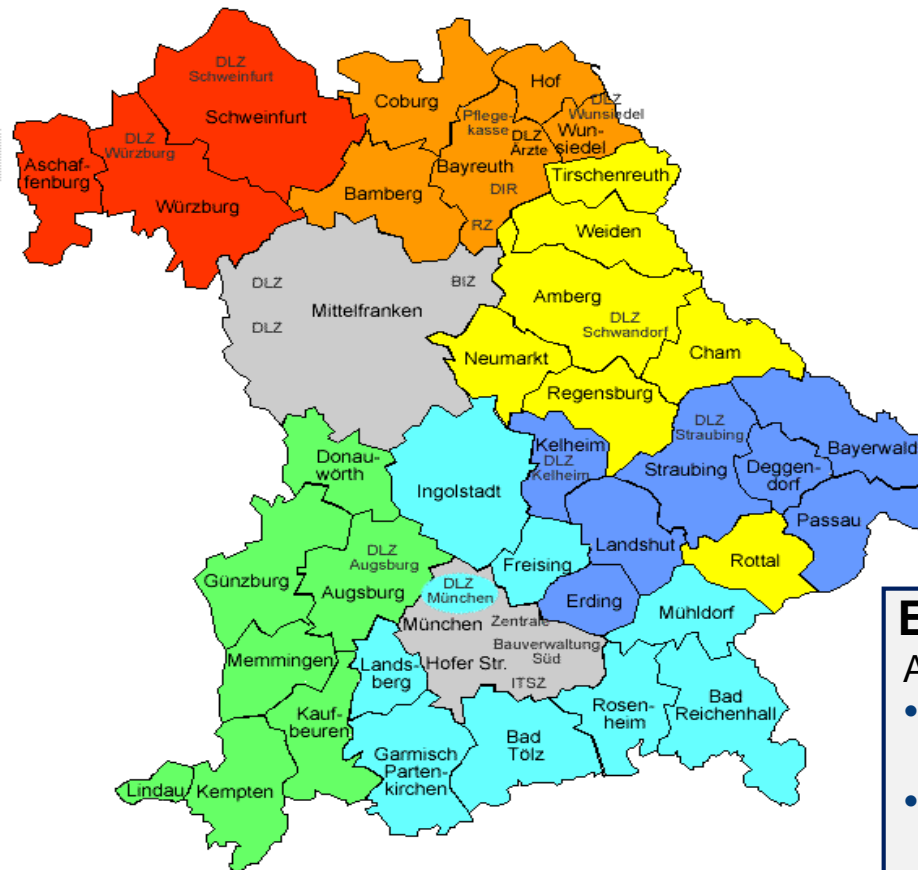 DLZ
Schweinfurt
Schweinfurt
Coburg
Hof
DLZ
Wunsiedel
Wun-
siedel
Pflege-
kasse
DLZ
Ärzte
Bayreuth
DIR
RZ
DLZ
Würzburg
Aschaf-
fenburg
Würzburg
Bamberg
Tirschenreuth
Weiden
DLZ
BIZ
Mittelfranken
DLZ
Amberg
DLZ
Schwandorf
Neumarkt
Cham
Regensburg
DLZ
Straubing
Straubing
Bayerwald
Deggen-
dorf
Passau
Kelheim
DLZ
Kelheim
Donau-
wörth
Ingolstadt
Landshut
Rottal
Freising
Erding
Günzburg
DLZ
Augsburg
Augsburg
DLZ
München
München
Zentrale
Bauverwaltung
Süd
Hofer Str.
ITSZ
Mühldorf
Memmingen
Lands-
berg
Kauf-
beuren
Rosen-
heim
Bad
Reichenhall
Garmisch
Parten-
kirchen
Bad
Tölz
Lindau
Kempten